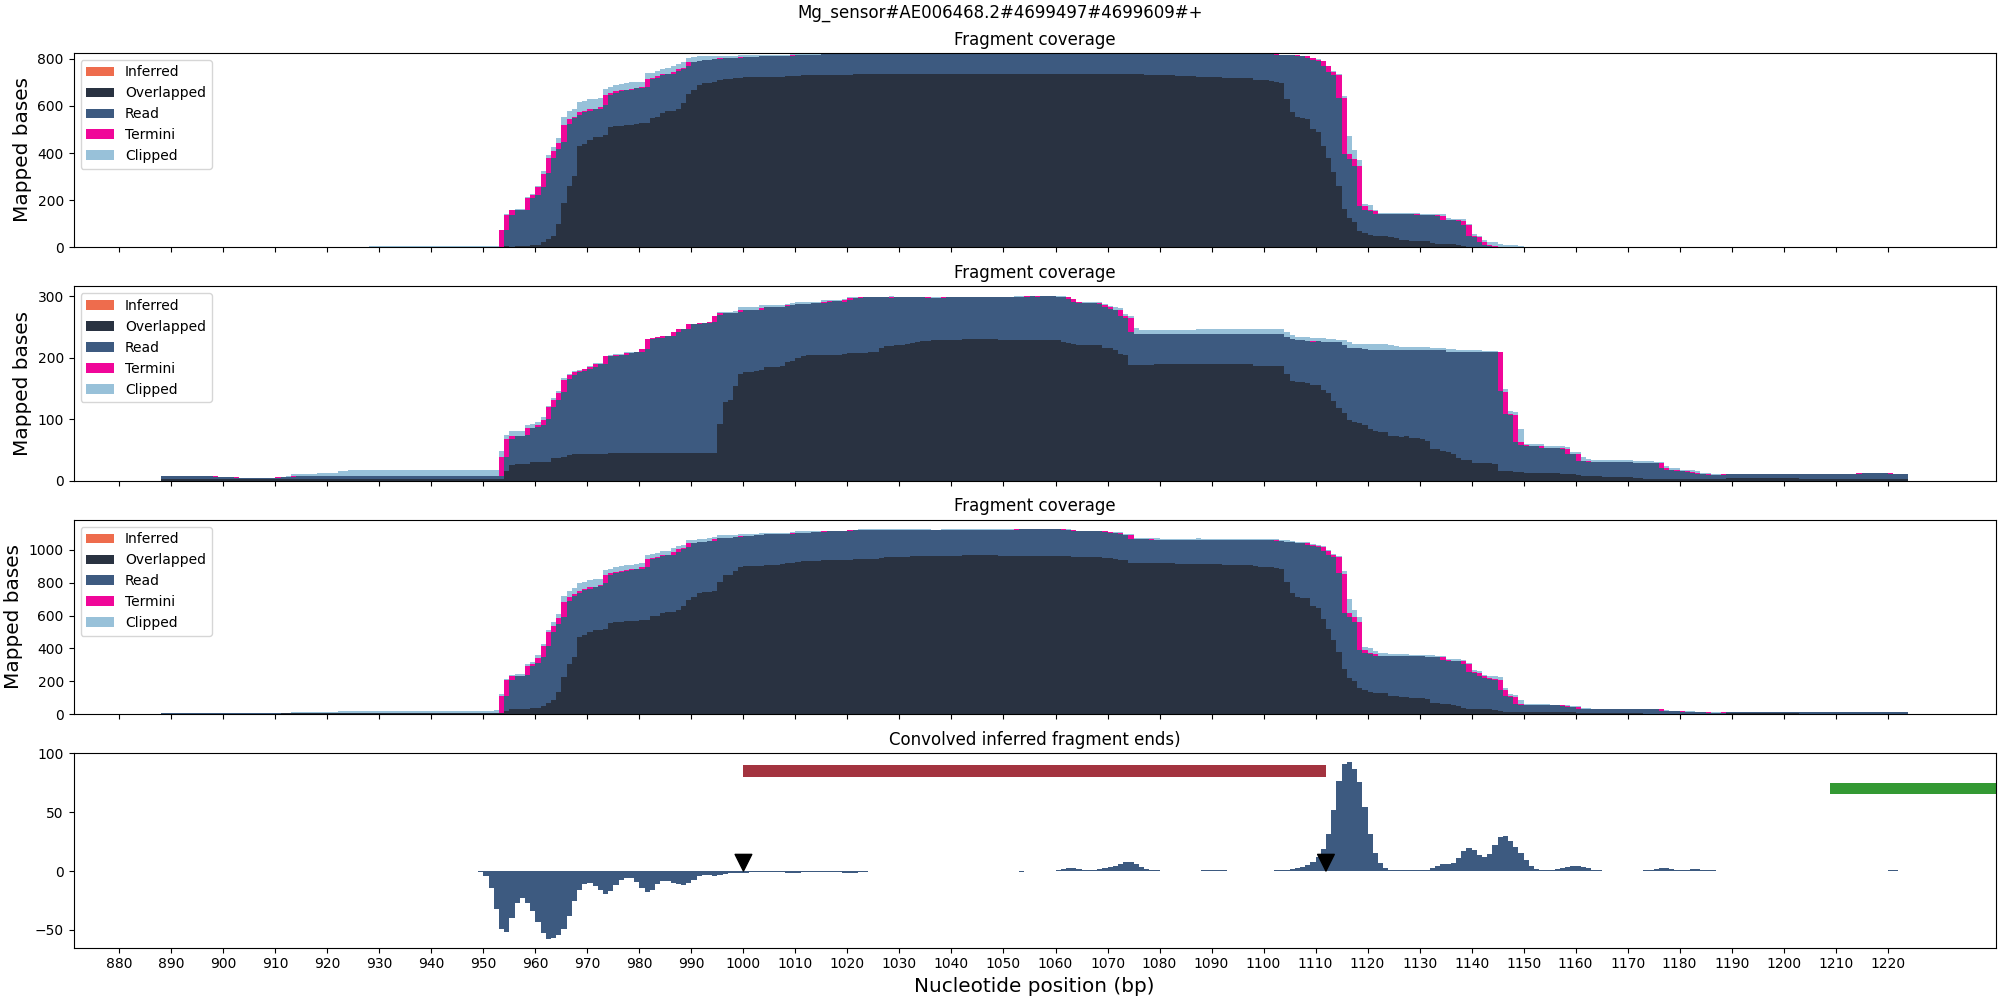 Mg_sensor#AE006468.2#4699497#4699609#+
Fragment coverage
Mapped bases
800
600
400
200
0
Inferred
Overlapped
Read
Termini
Clipped
Fragment coverage
Mapped bases
300
200
100
0
Inferred
Overlapped
Read
Termini
Clipped
Fragment coverage
Mapped bases
1000
800
600
400
200
0
Inferred
Overlapped
Read
Termini
Clipped
Convolved inferred fragment ends)
100
50
0
−50
880 890 900 910 920 930 940 950 960 970 980 990 1000 1010 1020 1030 1040 1050 1060 1070 1080 1090 1100 1110 1120 1130 1140 1150 1160 1170 1180 1190 1200 1210 1220
Nucleotide position (bp)